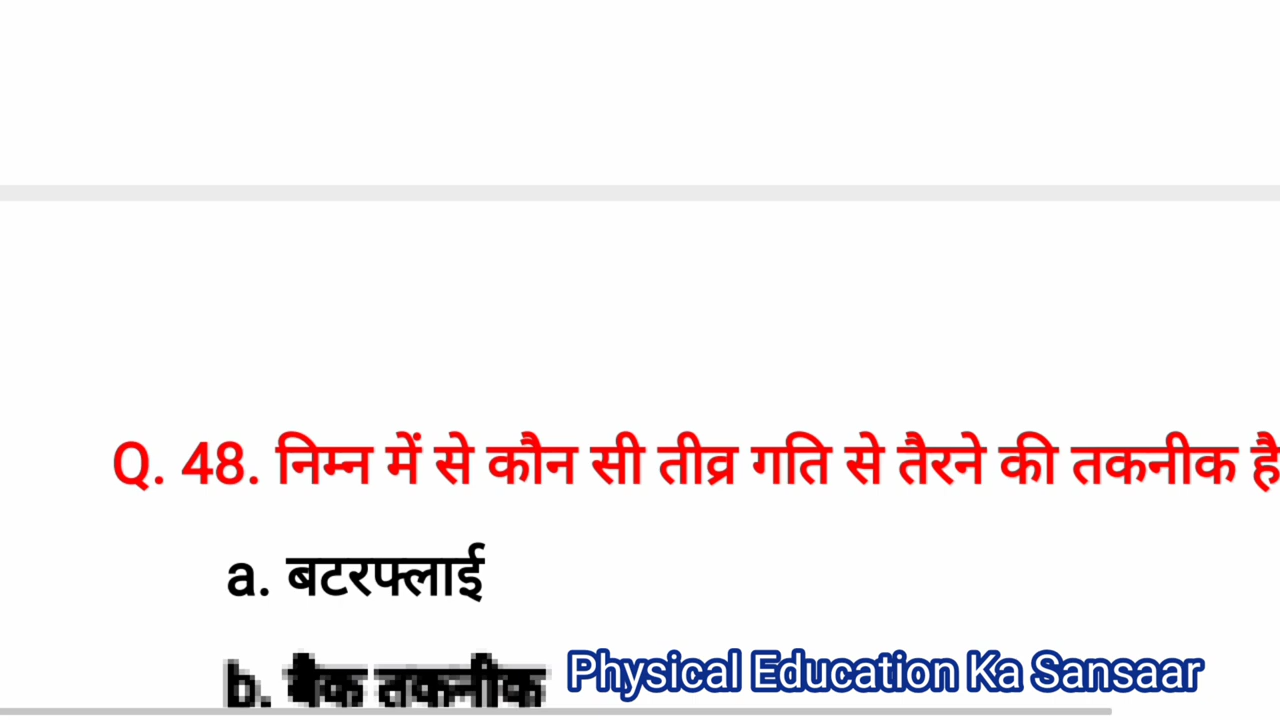 Q. 48. निम्न में से कौन सी तीव्र गति से तैरने की तकनीक है
a. बटरफ्लाई
b. बैक तकनीक
Physical Education Ka Sansaar